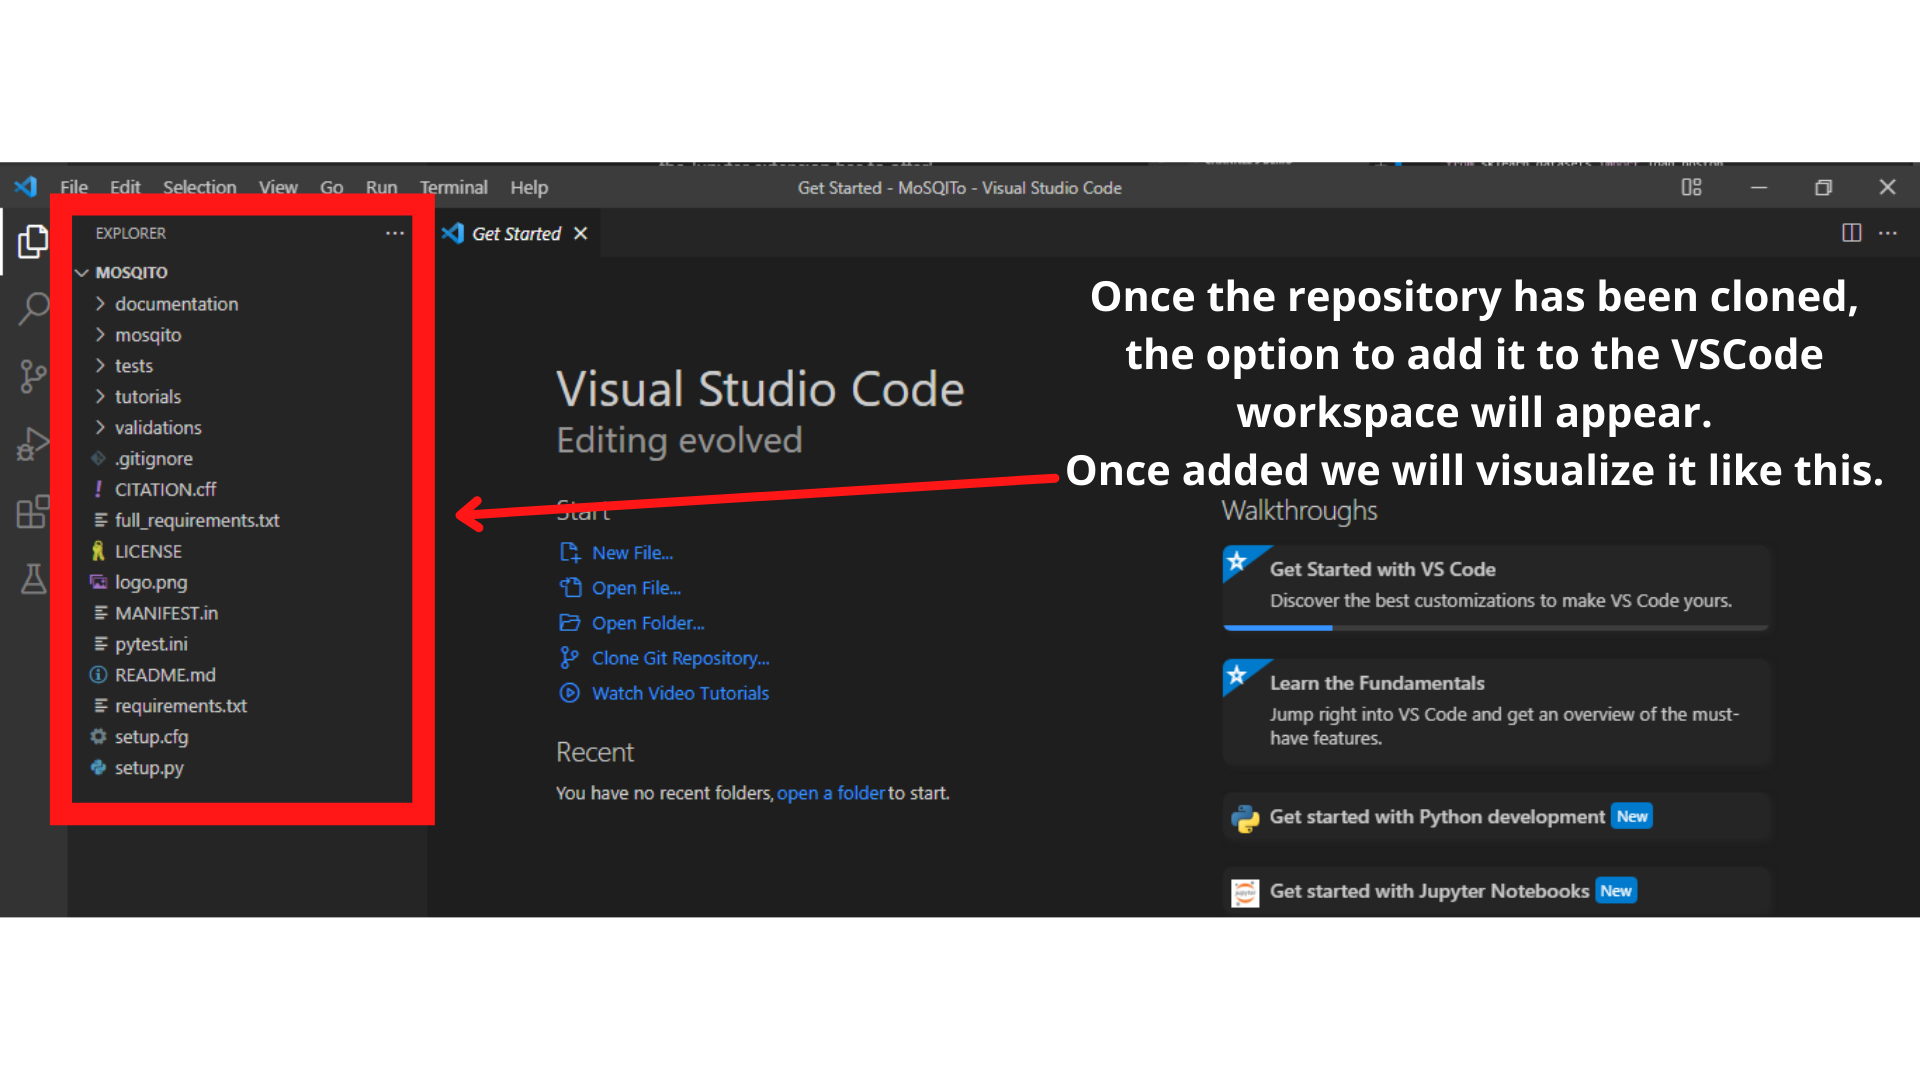 File Edit Selection View Go Run Terminal Help
Get Started - MoSQITo - Visual Studio Code
EXPLORER
MOSQITO
documentation
mosqito
tests
tutorials
validations
.gitignore
CITATION.cff
full_requirements.txt
LICENSE
logo.png
MANIFEST.in
pytest.ini
README.md
requirements.txt
setup.cfg
setup.py
Get Started
Once the repository has been cloned,
the option to add it to the VSCode
workspace will appear.
Once added we will visualize it like this.
Visual Studio Code
Editing evolved
Start
New File...
Open File...
Open Folder...
Clone Git Repository...
Watch Video Tutorials
Recent
You have no recent folders, open a folder to start.
Walkthroughs
Get Started with VS Code
Discover the best customizations to make VS Code yours.
Learn the Fundamentals
Jump right into VS Code and get an overview of the must-
have features.
Get started with Python development New
Get started with Jupyter Notebooks New